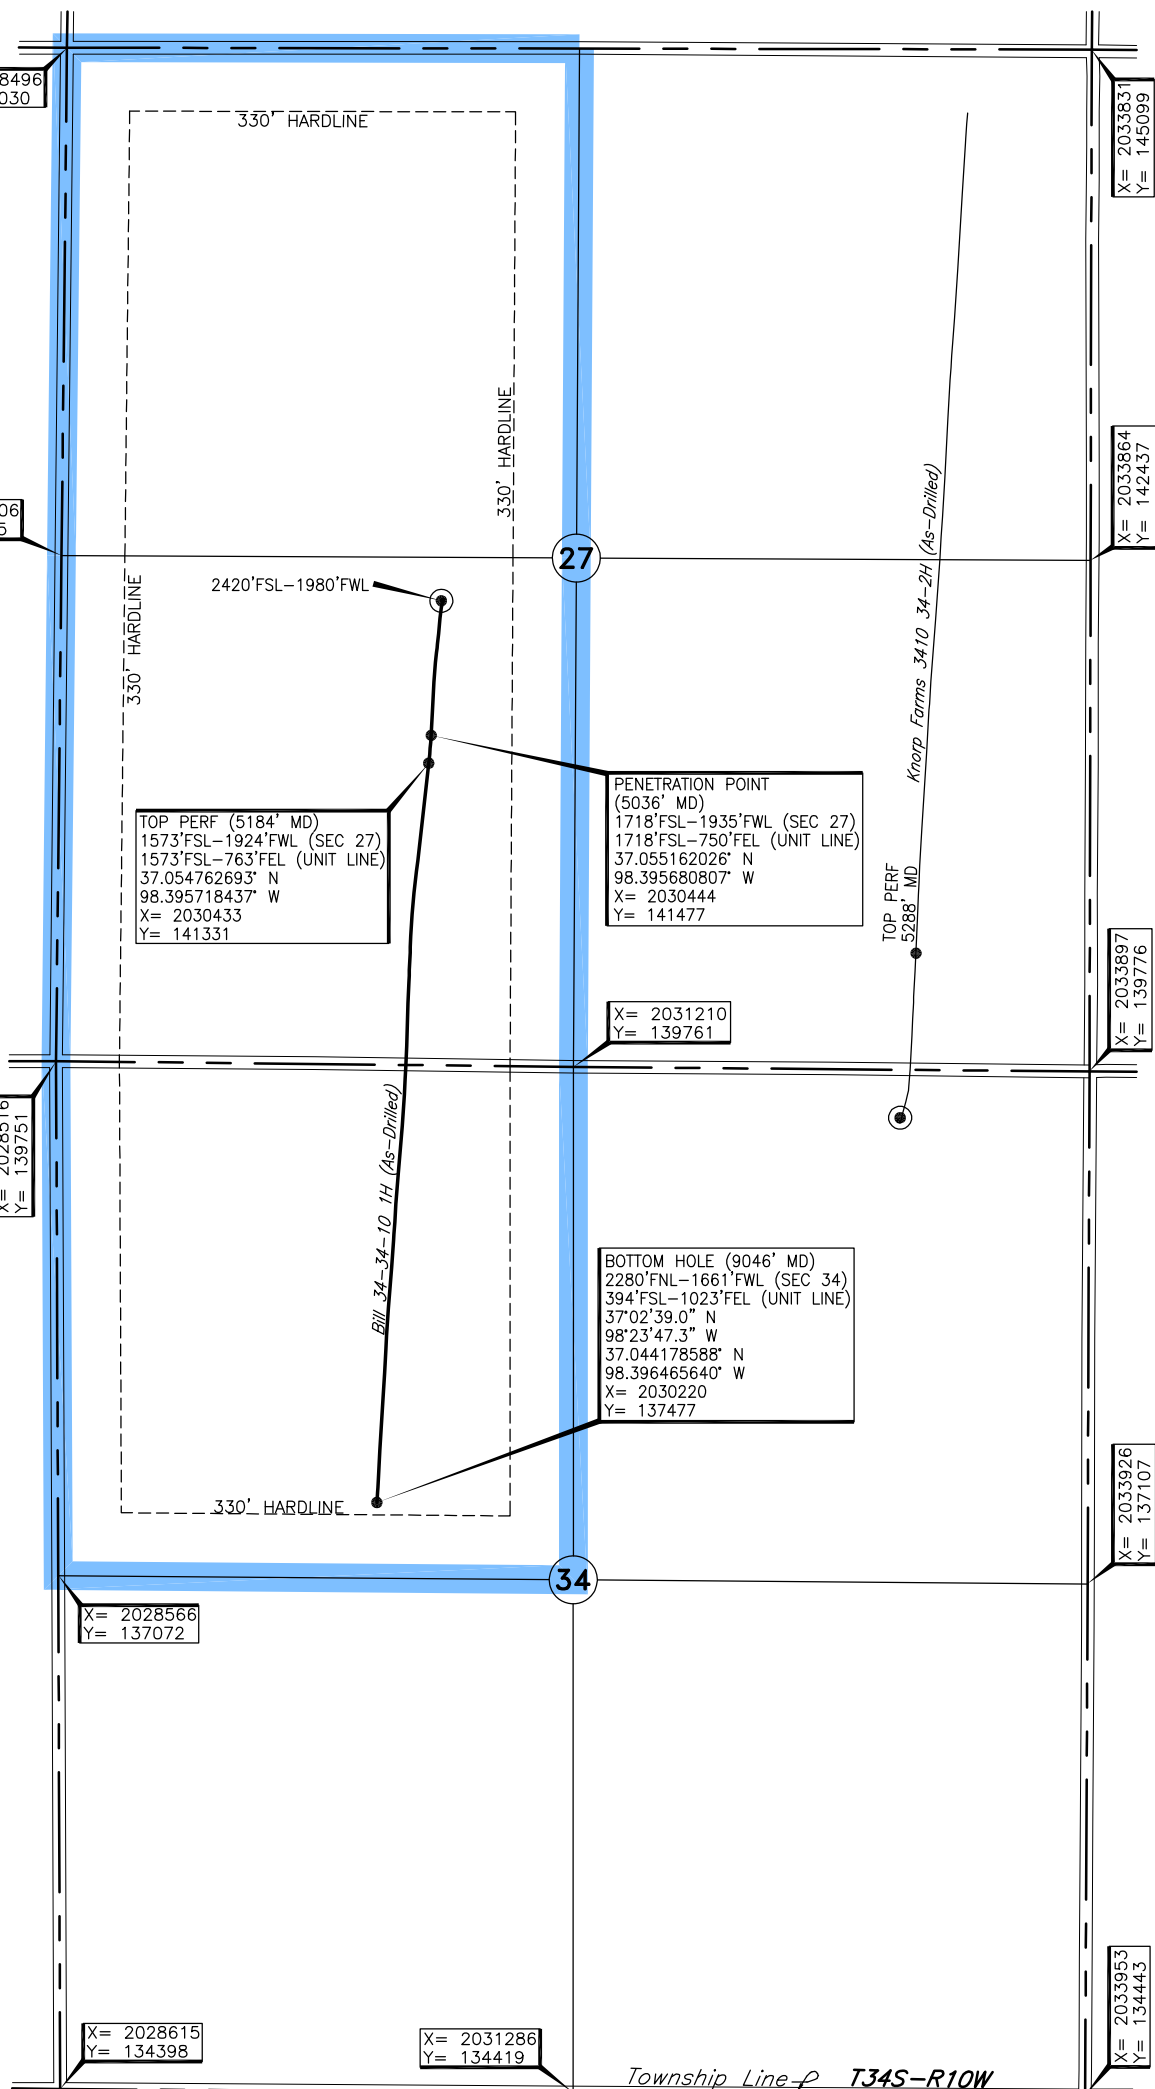 8496
030
330' HARDLINE
X= 2033831
Y= 145099
330' HARDLINE
Knorp Farms 3410 34-2H (As-Drilled)
X= 2033864
Y= 142437
06
27
2420'FSL-1980'FWL
330' HARDLINE
PENETRATION POINT
(5036' MD)
1718'FSL-1935'FWL (SEC 27)
1718'FSL-750'FEL (UNIT LINE)
37.055162026° N
98.395680807° W
X= 2030444
Y= 141477
TOP PERF (5184' MD)
1573'FSL-1924'FWL (SEC 27)
1573'FSL-763'FEL (UNIT LINE)
37.054762693° N
98.395718437° W
X= 2030433
Y= 141331
TOP PERF
5288' MD
X= 2033897
Y= 139776
X= 2031210
Y= 139761
X= 2028516
Y= 139751
Bill 34-34-10 1H (As-Drilled)
BOTTOM HOLE (9046' MD)
2280'FNL-1661'FWL (SEC 34)
394'FSL-1023'FEL (UNIT LINE)
37°02'39.0" N
98°23'47.3" W
37.044178588° N
98.396465640° W
X= 2030220
Y= 137477
330' HARDLINE
X= 2033926
Y= 137107
34
X= 2028566
Y= 137072
X= 2033953
Y= 134443
X= 2028615
Y= 134398
X= 2031286
Y= 134419
Township Line T34S-R10W